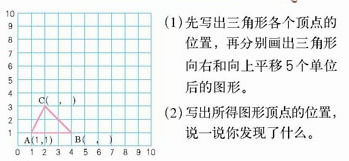 10
9
8
7
6
5
4
3
2
1
C( , )
A(1,1)
B( , )
0 1 2 3 4 5 6 7 8 9 10
(1)先写出三角形各个顶点的
位置，再分别画出三角形
向右和向上平移5个单位
后的图形。
(2)写出所得图形顶点的位置，
说一说你发现了什么。